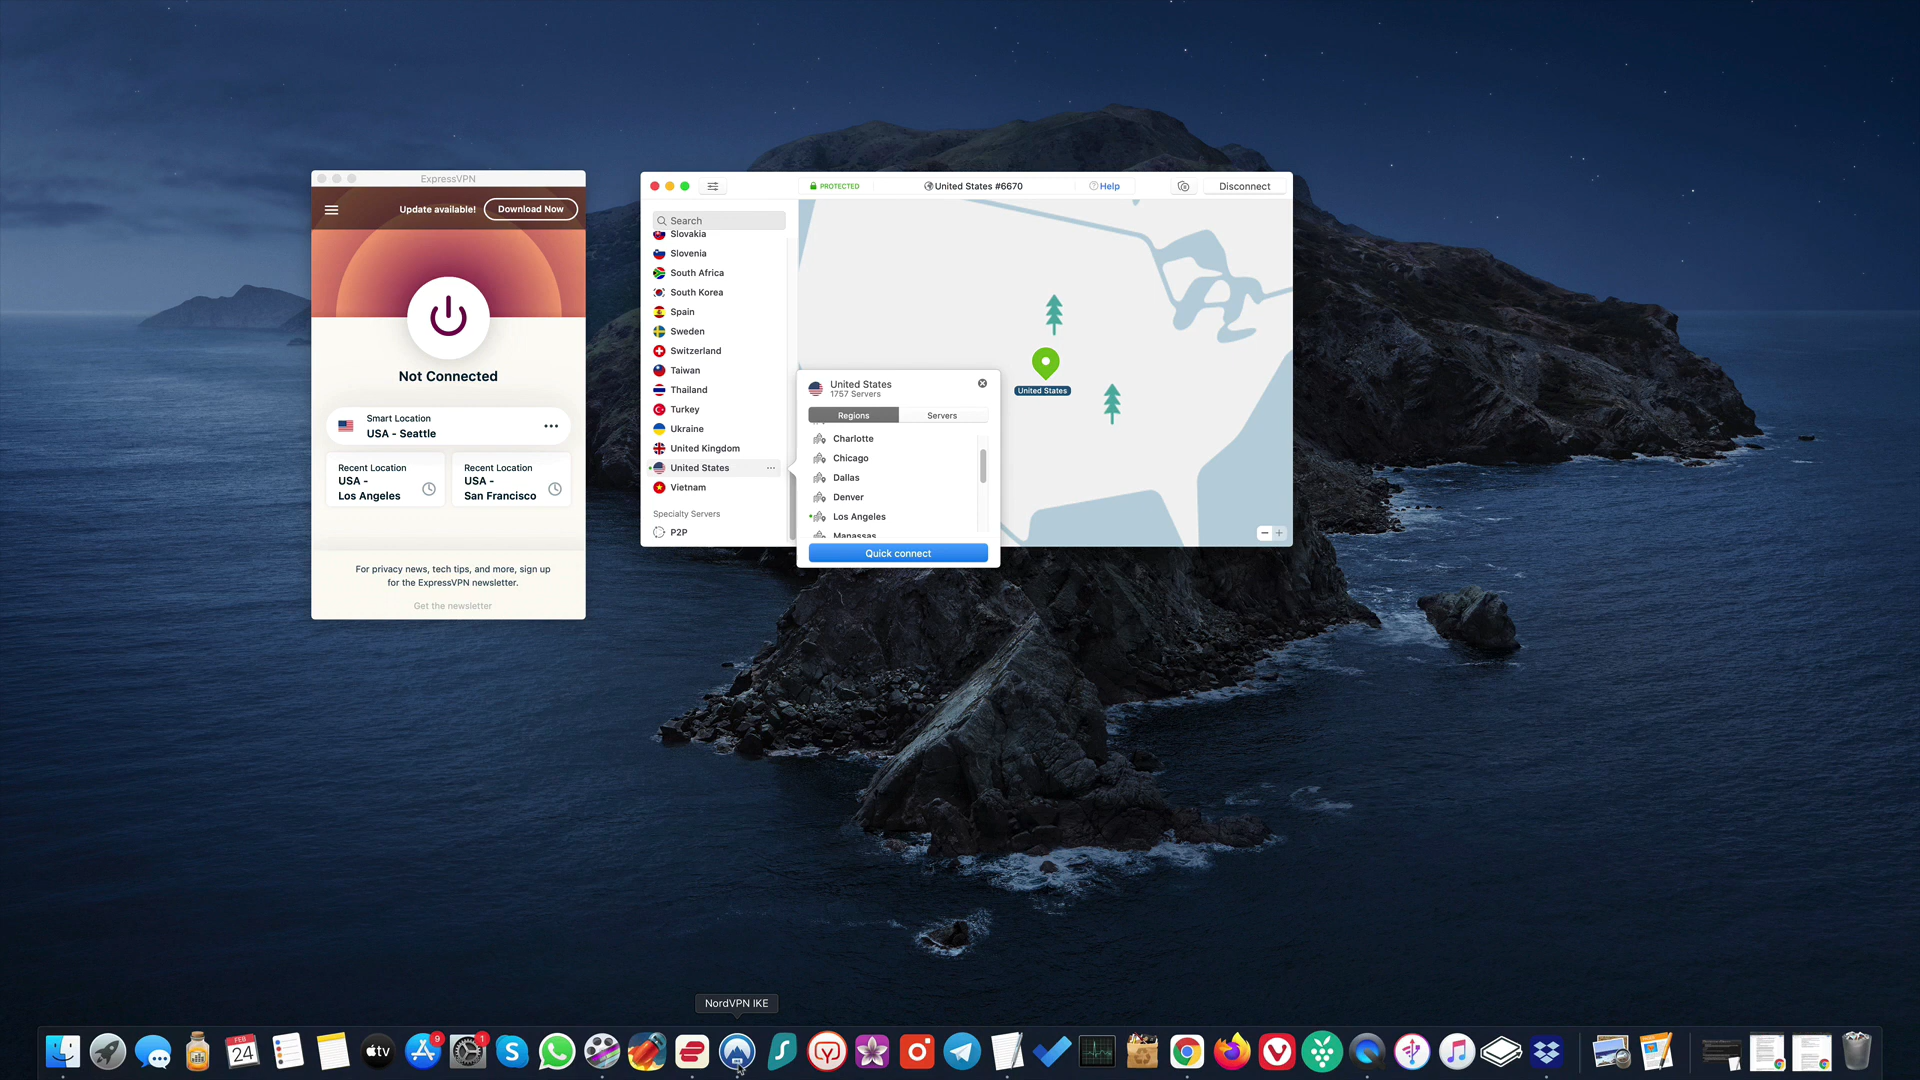 ExpressVPN
Update available!
Download Now
Not Connected
Smart Location
USA - Seattle
Recent Location
USA -
Los Angeles
Recent Location
USA -
San Francisco
For privacy news, tech tips, and more, sign up
for the ExpressVPN newsletter.
Get the newsletter
PROTECTED
United States #6670
?Help
Disconnect
Search
Slovakia
Slovenia
South Africa
South Korea
Spain
Sweden
Switzerland
Taiwan
Thailand
Turkey
Ukraine
United Kingdom
United States
Vietnam
Specialty Servers
P2P
United States
1757 Servers
Regions
Servers
Charlotte
Chicago
Dallas
Denver
Los Angeles
Manassas
Quick connect
United States
NordVPN IKE
FEB
24
tv
9
1